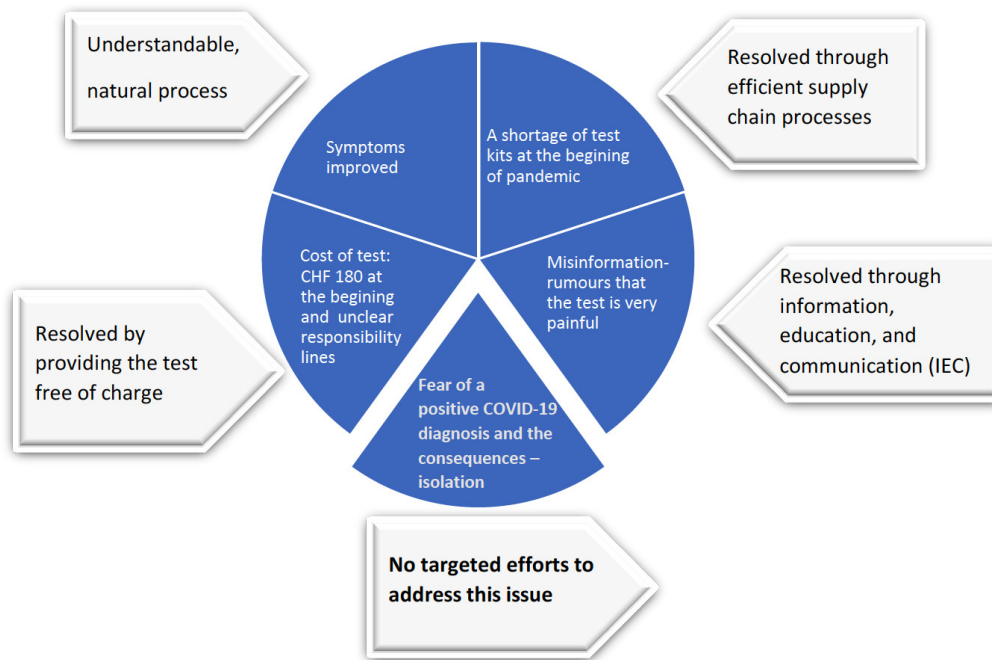 Understandable,
natural process
Resolved through
efficient supply
chain processes
Symptoms
improved
A shortage of test
kits at the begining
of pandemic
Cost of test:
CHF 180 at
the begining
and unclear
responsibility
lines
Misinformation-
rumours that
the test is very
painful
Resolved by
providing the test
free of charge
Resolved through
information,
education, and
communication (IEC)
Fear of a
positive COVID-19
diagnosis and the
consequences –
isolation
No targeted efforts to
address this issue